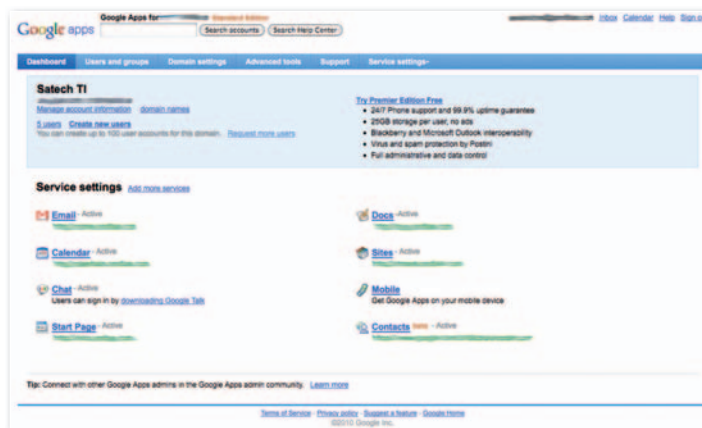 Google apps
Google Apps for Standard Edition
Search accounts Search Help Center
Inbox Calendar Help Sign o
Dashboard Users and groups Domain settings Advanced tools Support Service settings
Satech TI
Manage account information domain names
5 users Create new users
You can create up to 100 user accounts for this domain. Request more users
Try Premier Edition Free
• 24/7 Phone support and 99.9% uptime guarantee
• 25GB storage per user, no ads
• Blackberry and Microsoft Outlook interoperability
• Virus and spam protection by Postini
• Full administrative and data control
Service settings Add more services
Email - Active
Docs - Active
Calendar - Active
Sites - Active
Chat - Active
Users can sign in by downloading Google Talk
Mobile
Get Google Apps on your mobile device
Start Page - Active
Contacts beta - Active
Tip: Connect with other Google Apps admins in the Google Apps admin community. Learn more
Terms of Service - Privacy policy - Suggest a feature - Google Home
©2010 Google Inc.